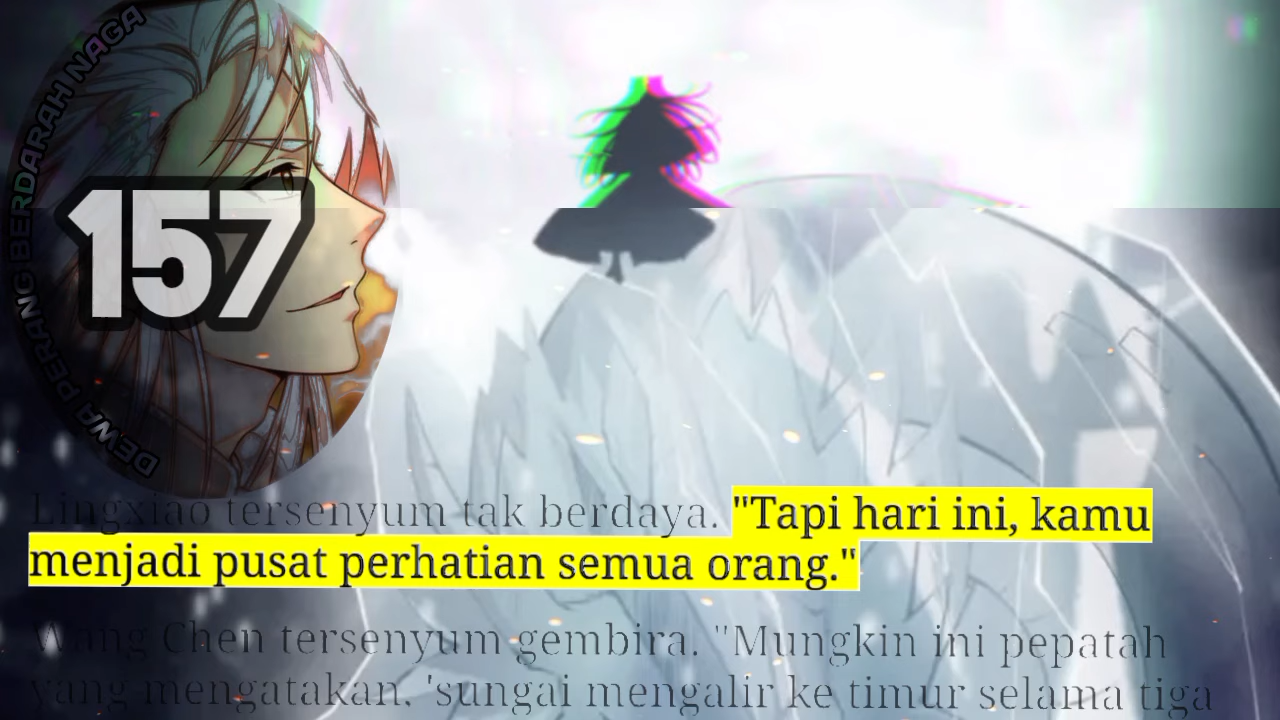 DEWA PERANG BERDARAH NAGA
157
Lingxiao tersenyum tak berdaya. "Tapi hari ini, kamu
menjadi pusat perhatian semua orang."
Wang Chen tersenyum gembira. "Mungkin ini pepatah
yang mengatakan, 'sungai mengalir ke timur selama tiga